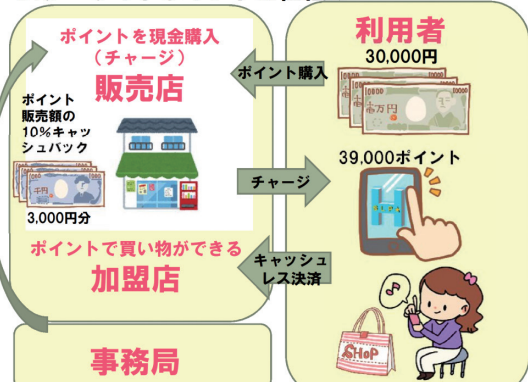 ポイントを現金購入
（チャージ）
販売店
ポイント
販売額の
10%キャッ
シュバック
3,000円分
ポイントで買い物ができる
加盟店
事務局
ポイント購入
チャージ
キャッシュ
レス決済
利用者
30,000円
39,000ポイント
SHOP